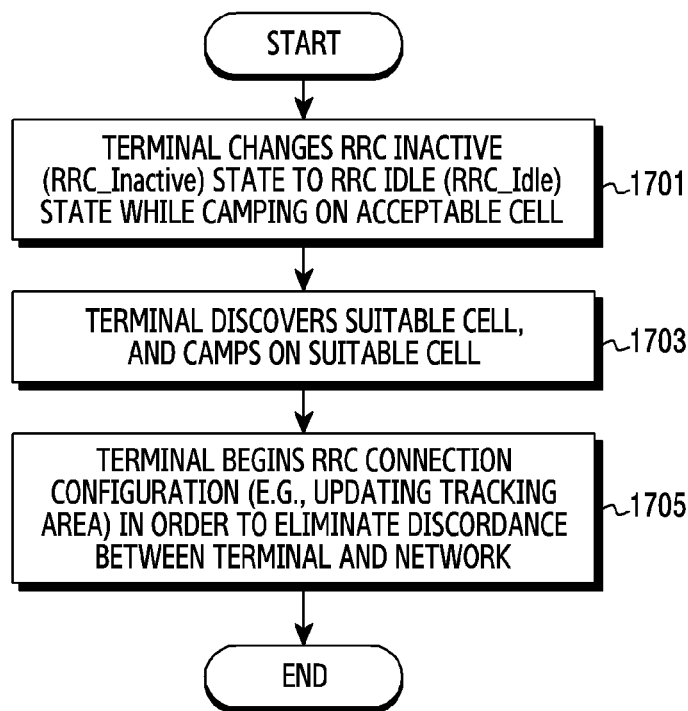 START
TERMINAL CHANGES RRC INACTIVE
(RRC_Inactive) STATE TO RRC IDLE (RRC_Idle)
STATE WHILE CAMPING ON ACCEPTABLE CELL
1701
TERMINAL DISCOVERS SUITABLE CELL,
AND CAMPS ON SUITABLE CELL
1703
TERMINAL BEGINS RRC CONNECTION
CONFIGURATION (E.G., UPDATING TRACKING
AREA) IN ORDER TO ELIMINATE DISCORDANCE
BETWEEN TERMINAL AND NETWORK
1705
END